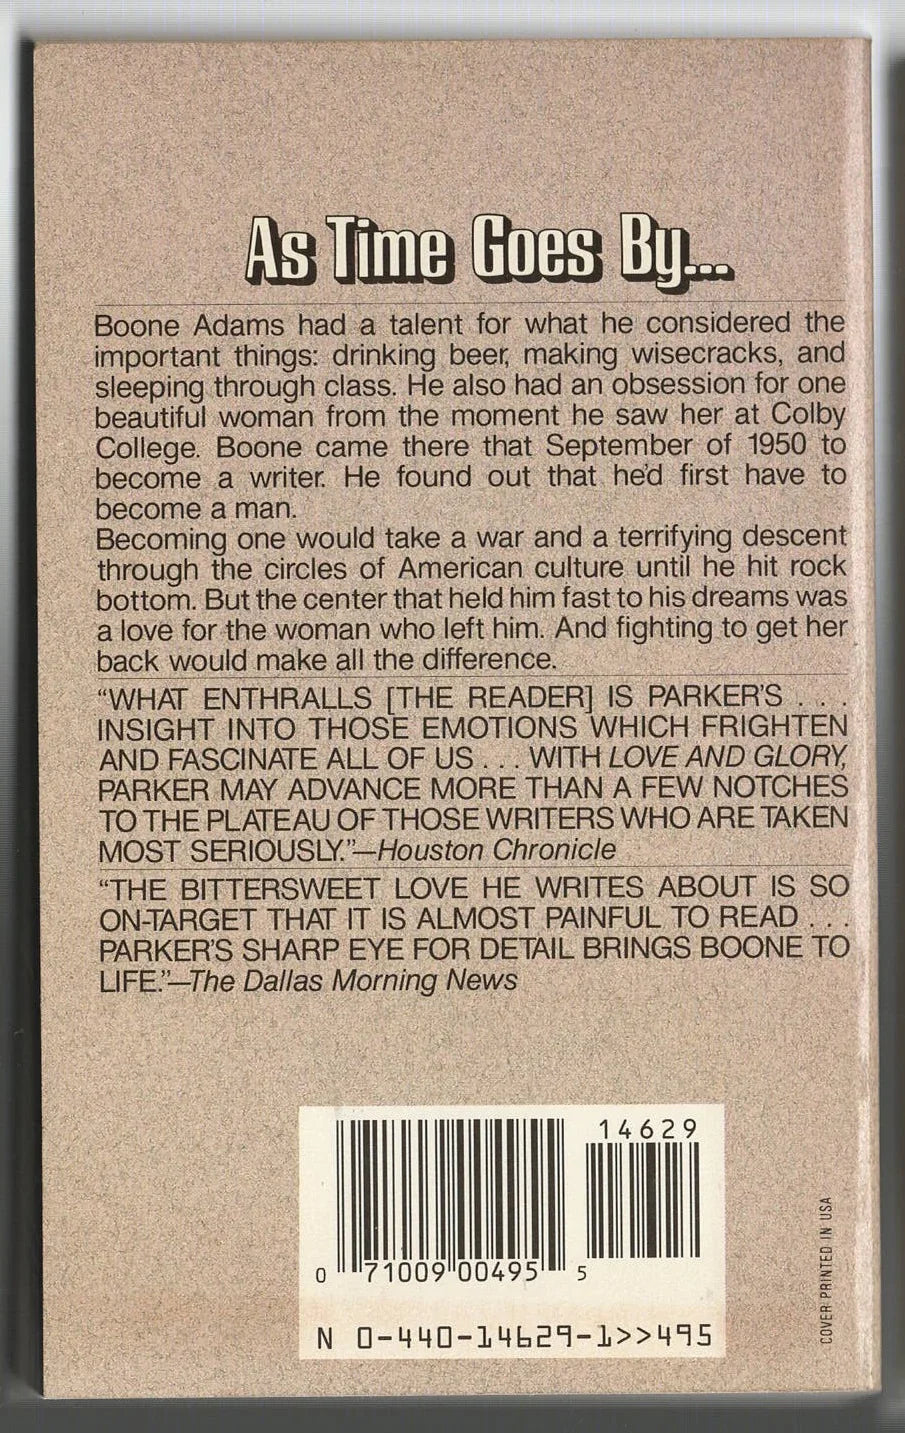 As Time Goes By...
Boone Adams had a talent for what he considered the
important things: drinking beer, making wisecracks, and
sleeping through class. He also had an obsession for one
beautiful woman from the moment he saw her at Colby
College. Boone came there that September of 1950 to
become a writer. He found out that he'd first have to
become a man.
Becoming one would take a war and a terrifying descent
through the circles of American culture until he hit rock
bottom. But the center that held him fast to his dreams was
a love for the woman who left him. And fighting to get her
back would make all the difference.
“WHAT ENTHRALLS [THE READER] IS PARKER'S . . .
INSIGHT INTO THOSE EMOTIONS WHICH FRIGHTEN
AND FASCINATE ALL OF US . . . WITH LOVE AND GLORY,
PARKER MAY ADVANCE MORE THAN A FEW NOTCHES
TO THE PLATEAU OF THOSE WRITERS WHO ARE TAKEN
MOST SERIOUSLY.”—Houston Chronicle
“THE BITTERSWEET LOVE HE WRITES ABOUT IS SO
ON-TARGET THAT IT IS ALMOST PAINFUL TO READ . . .
PARKER'S SHARP EYE FOR DETAIL BRINGS BOONE TO
LIFE.”—The Dallas Morning News
14629
0 71009 00495 5
N 0-440-14629-1>>495
COVER PRINTED IN USA